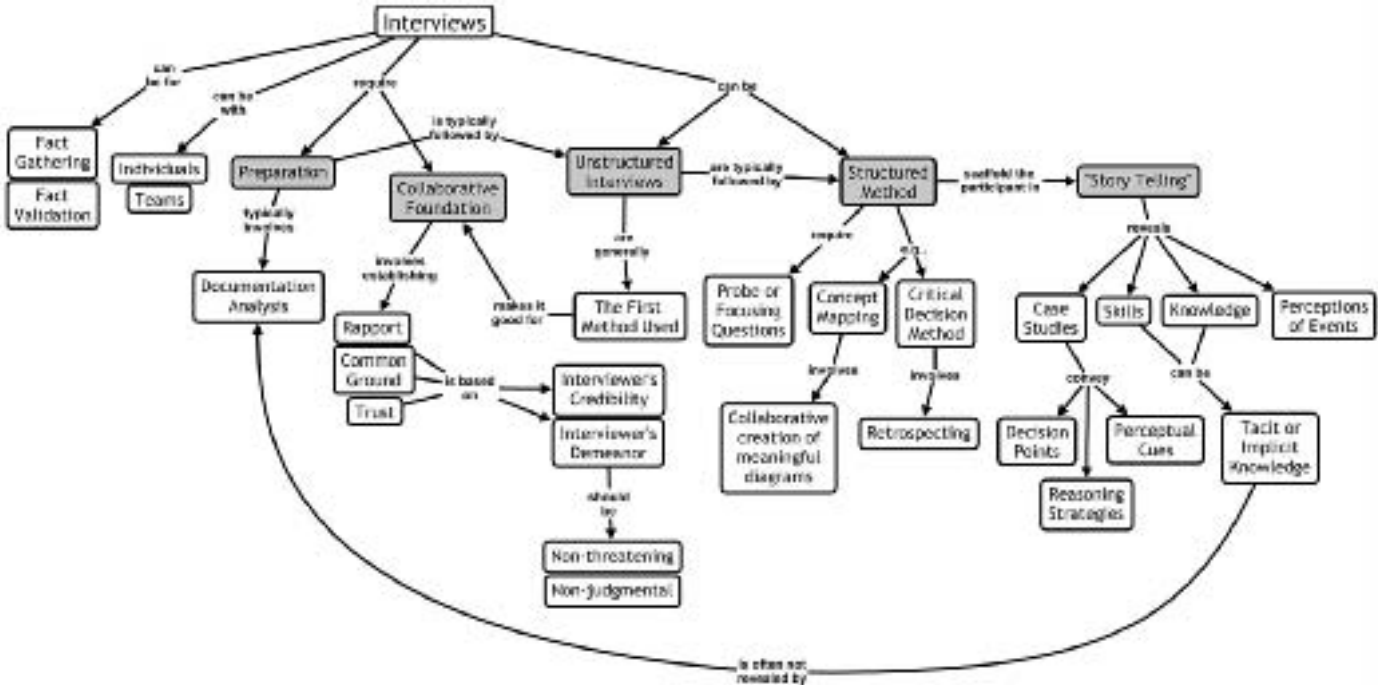 Interviews
can
be for
can be
with
require
can be
Fact
Gathering
Fact
Validation
Individuals
Teams
Preparation
is typically
followed by
Collaborative
Foundation
Unstructured
Interviews
are typically
followed by
Structured
Method
scaffold the
participant in
"Story Telling"
typically
involves
Documentation
Analysis
involves
establishing
makes it
good for
are
generally
The First
Method Used
require
e.g.,
reveals
Rapport
Common
Ground
Trust
is based
on
Interviewer's
Credibility
Interviewer's
Demeanor
should
be
Non-threatening
Non-judgmental
Probe or
Focusing
Questions
Concept
Mapping
Critical
Decision
Method
involves
involves
Collaborative
creation of
meaningful
diagrams
Retrospecting
Case
Studies
Skills
Knowledge
Perceptions
of Events
convey
can be
Decision
Points
Perceptual
Cues
Reasoning
Strategies
Tacit or
Implicit
Knowledge
is often not
revealed by